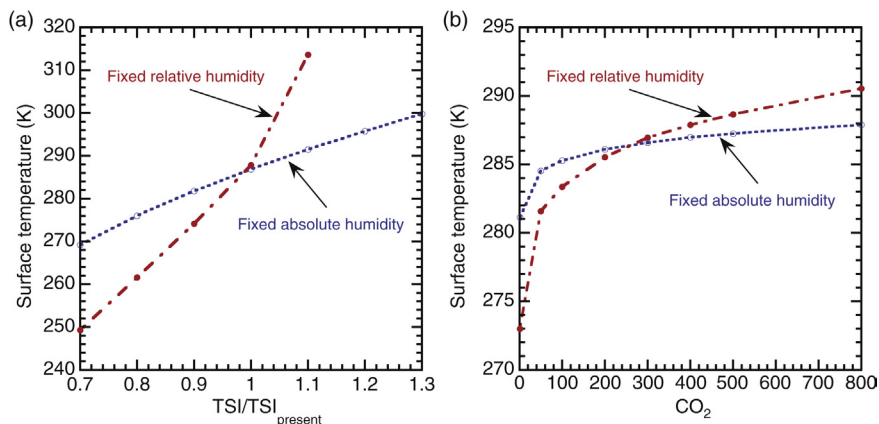 (a)
320
310
300
290
280
270
260
250
240
Surface temperature (K)
Fixed relative humidity
Fixed absolute humidity
0.7 0.8 0.9 1 1.1 1.2 1.3
TSI/TSI present
(b)
295
290
285
280
275
270
Surface temperature (K)
Fixed relative humidity
Fixed absolute humidity
0 100 200 300 400 500 600 700 800
CO2